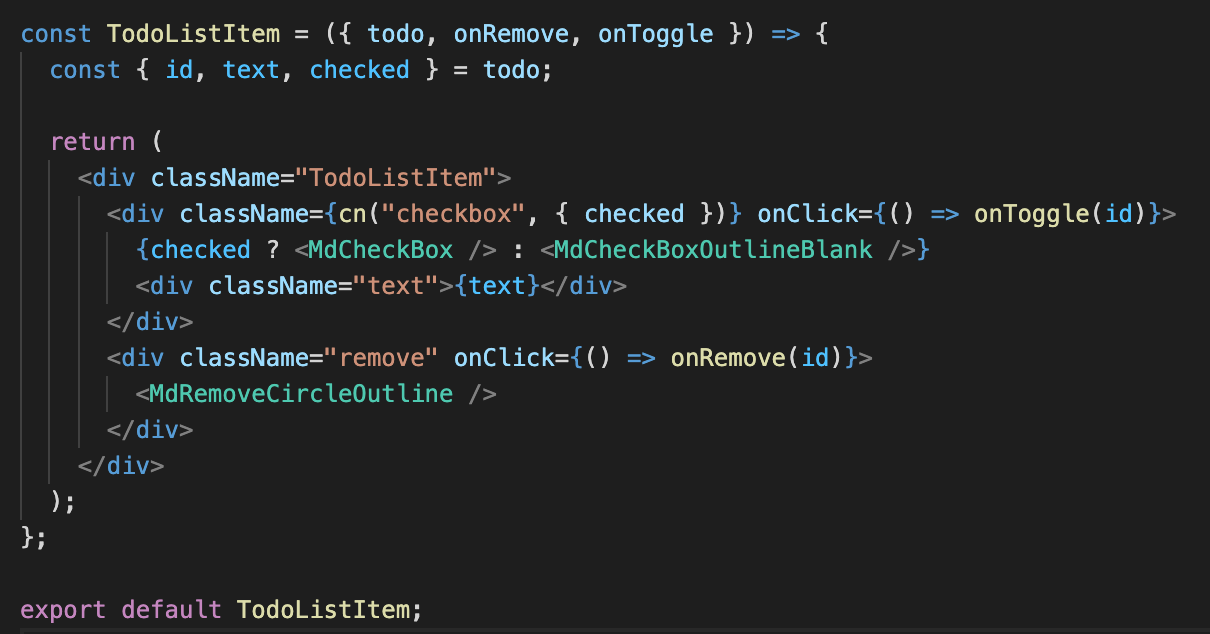 const TodoListItem = ({ todo, onRemove, onToggle }) => {
  const { id, text, checked } = todo;

  return (
    <div className="TodoListItem">
      <div className={cn("checkbox", { checked })} onClick={() => onToggle(id)}>
        {checked ? <MdCheckBox /> : <MdCheckBoxOutlineBlank />}
        <div className="text">{text}</div>
      </div>
      <div className="remove" onClick={() => onRemove(id)}>
        <MdRemoveCircleOutline />
      </div>
    </div>
  );
};

export default TodoListItem;